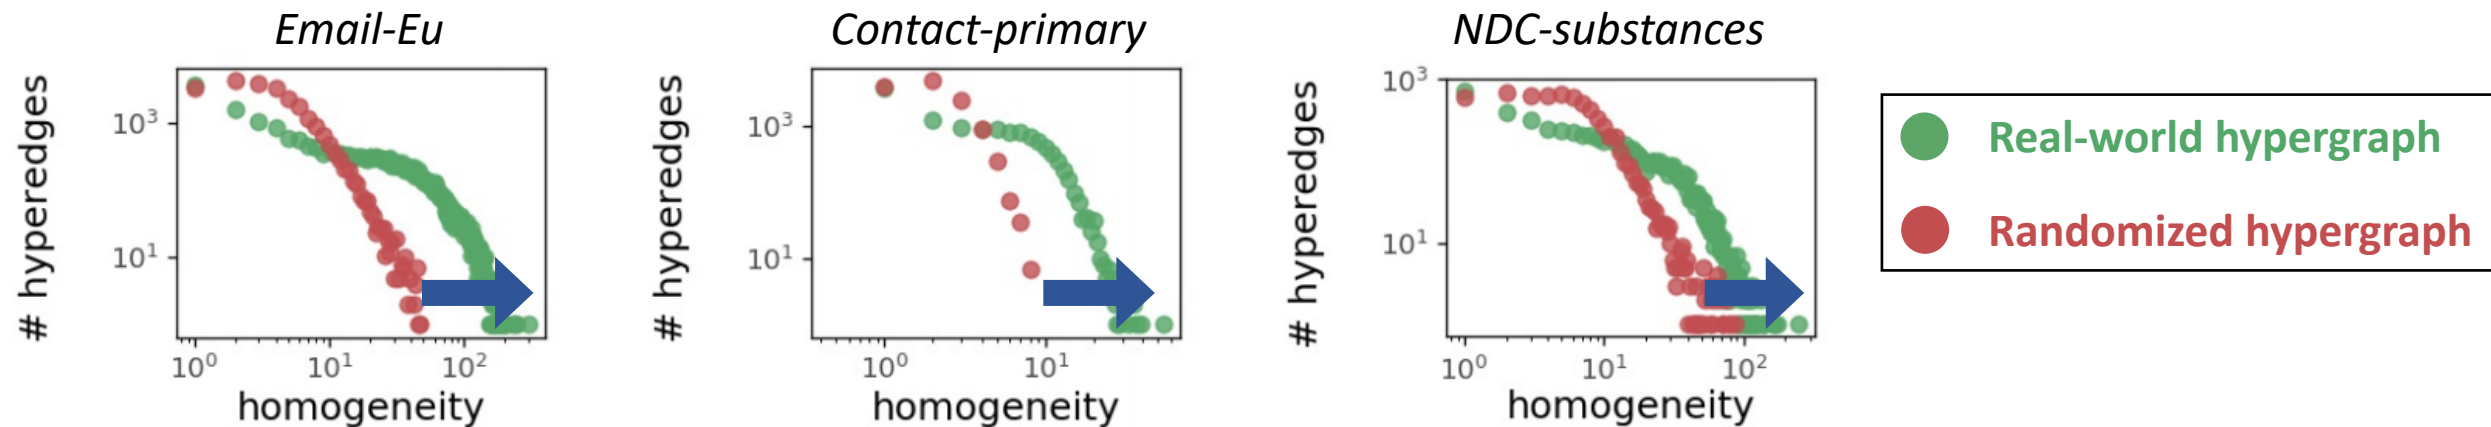 Email-Eu
# hyperedges
10³
10¹
10⁰ 10¹ 10²
homogeneity
Contact-primary
# hyperedges
10³
10¹
10⁰ 10¹
homogeneity
NDC-substances
# hyperedges
10³
10¹
10⁰ 10¹ 10²
homogeneity
Real-world hypergraph
Randomized hypergraph